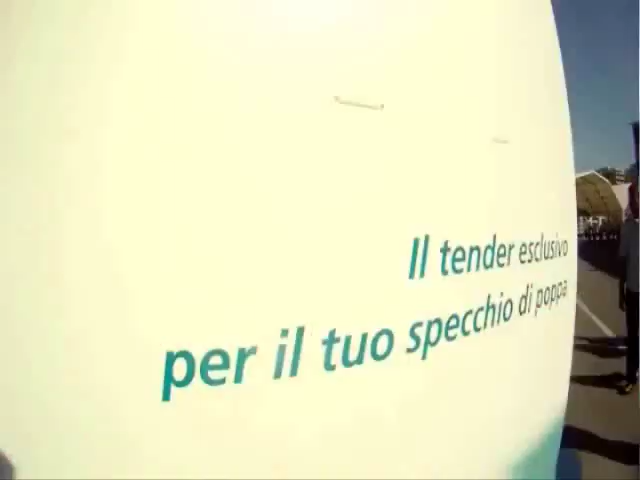 Il tender esclusivo
per il tuo specchio di poppa